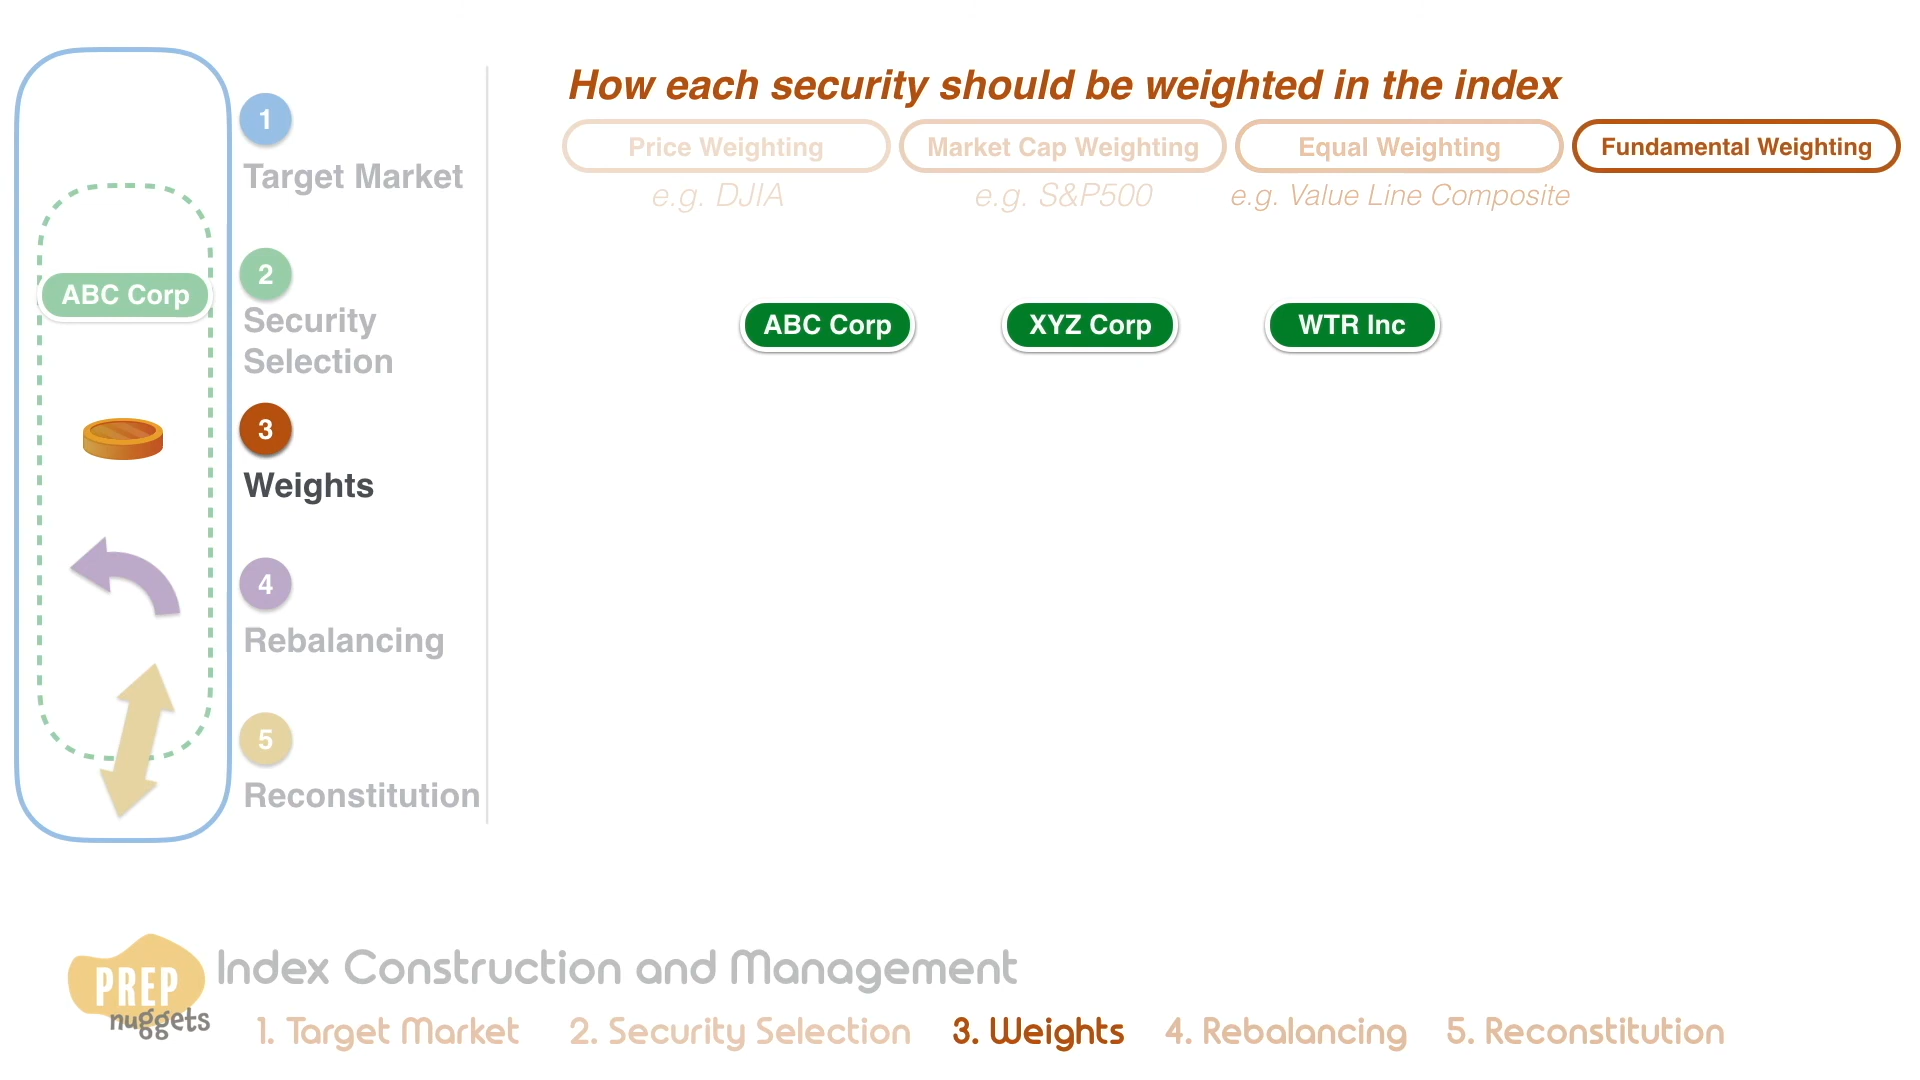 How each security should be weighted in the index
Price Weighting
Market Cap Weighting
Equal Weighting
Fundamental Weighting
e.g. DJIA
e.g. S&P500
e.g. Value Line Composite
1
Target Market
2
Security
Selection
ABC Corp
3
Weights
4
Rebalancing
5
Reconstitution
ABC Corp
XYZ Corp
WTR Inc
PREP
nuggets
Index Construction and Management
1. Target Market
2. Security Selection
3. Weights
4. Rebalancing
5. Reconstitution